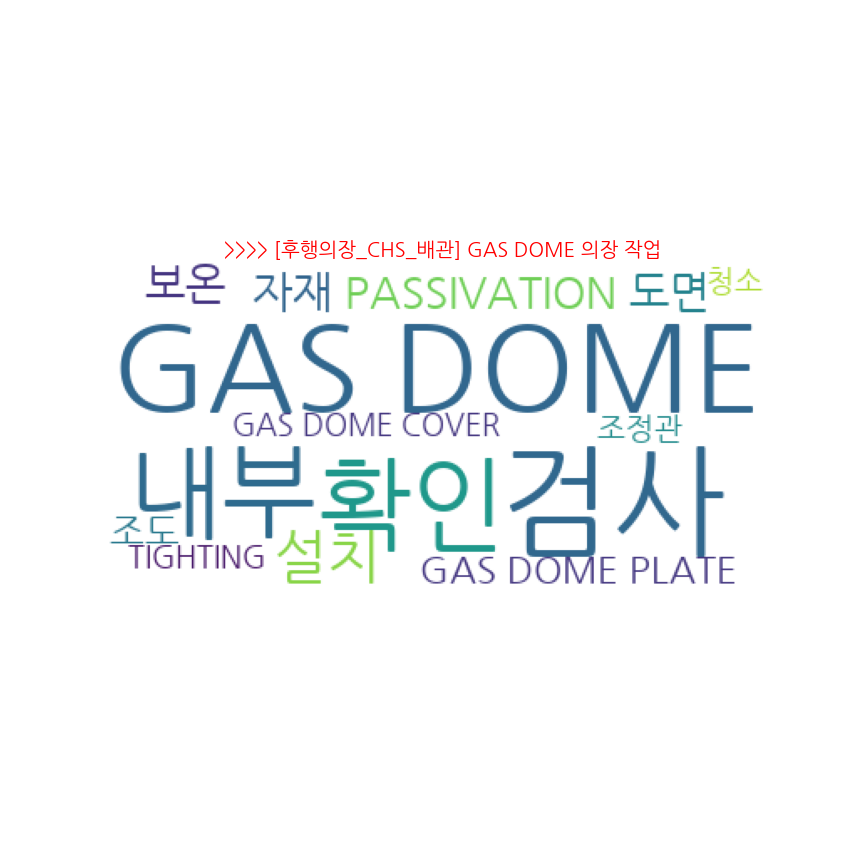 >>>> [후행의장_CHS_배관] GAS DOME 의장 작업
보온 자재 PASSIVATION 도면 청소
GAS DOME
GAS DOME COVER 조정관
내부 확인 검사
조도 설치
TIGHTING GAS DOME PLATE